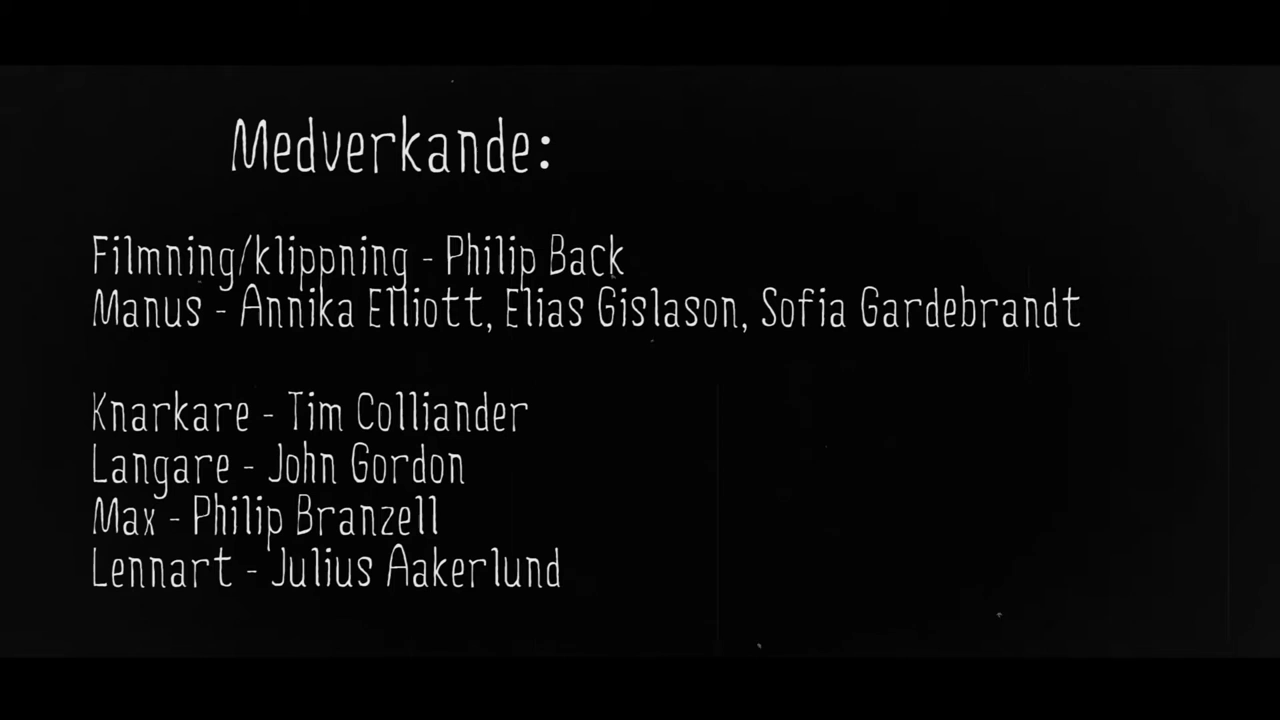 Medverkande:
Filmning/klippning - Philip Back
Manus - Annika Elliott, Elias Gislason, Sofia Gardebrandt
Knarkare - Tim Colliander
Langare - John Gordon
Max - Philip Branzell
Lennart - Julius Aakerlund